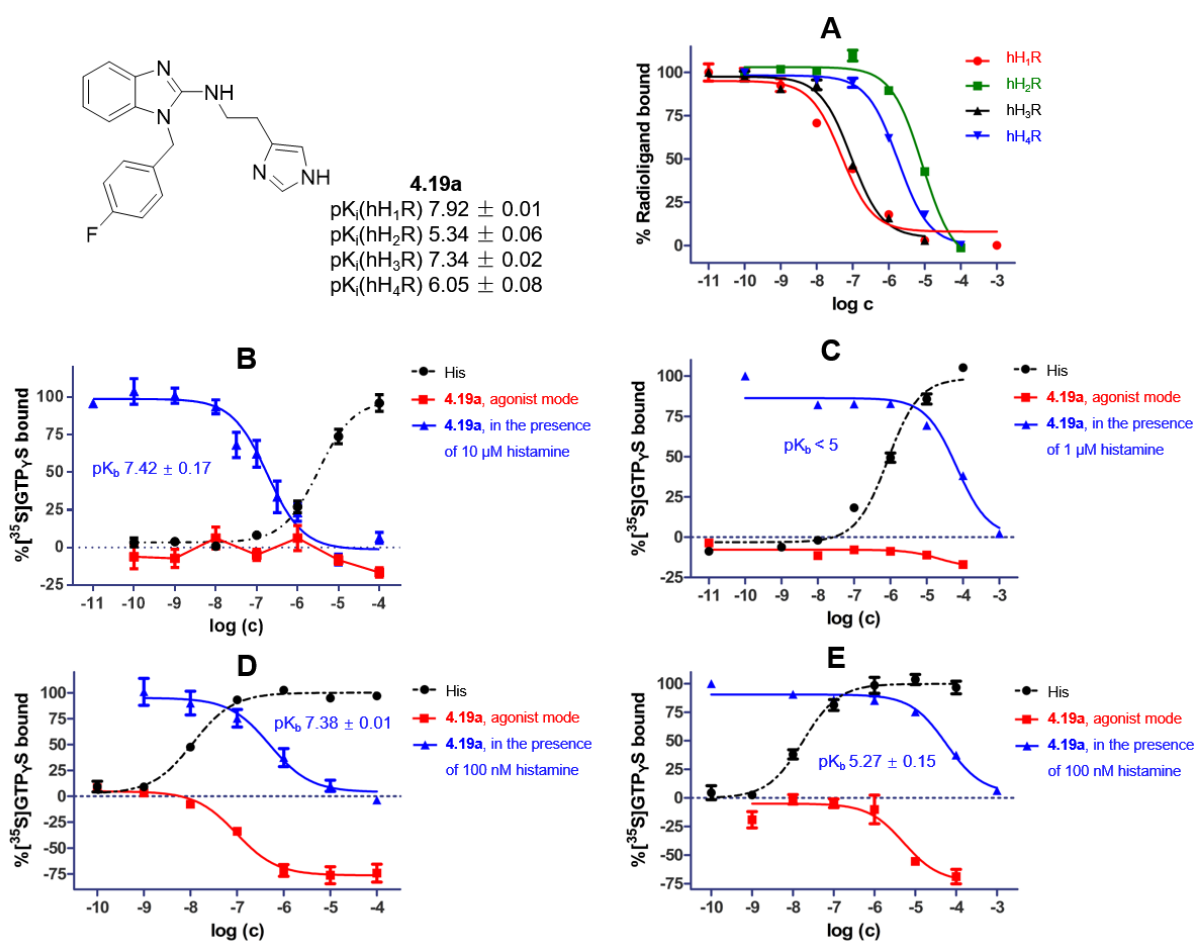 N
NH
N
N
NH
F
4.19a
pKi(hH1R) 7.92 ± 0.01
pKi(hH2R) 5.34 ± 0.06
pKi(hH3R) 7.34 ± 0.02
pKi(hH4R) 6.05 ± 0.08
A
% Radioligand bound
100
75
50
25
0
-11 -10 -9 -8 -7 -6 -5 -4 -3
log c
hH1R
hH2R
hH3R
hH4R
B
%[35S]GTPγS bound
100
75
50
25
0
-25
-11 -10 -9 -8 -7 -6 -5 -4
log (c)
pKb 7.42 ± 0.17
His
4.19a, agonist mode
4.19a, in the presence
of 10 µM histamine
C
%[35S]GTPγS bound
100
75
50
25
0
-25
-11 -10 -9 -8 -7 -6 -5 -4 -3
log (c)
pKb < 5
His
4.19a, agonist mode
4.19a, in the presence
of 1 µM histamine
D
%[35S]GTPγS bound
100
75
50
25
0
-25
-50
-75
-10 -9 -8 -7 -6 -5 -4
log (c)
pKb 7.38 ± 0.01
His
4.19a, agonist mode
4.19a, in the presence
of 100 nM histamine
E
%[35S]GTPγS bound
100
75
50
25
0
-25
-50
-75
-10 -9 -8 -7 -6 -5 -4 -3
log (c)
pKb 5.27 ± 0.15
His
4.19a, agonist mode
4.19a, in the presence
of 100 nM histamine